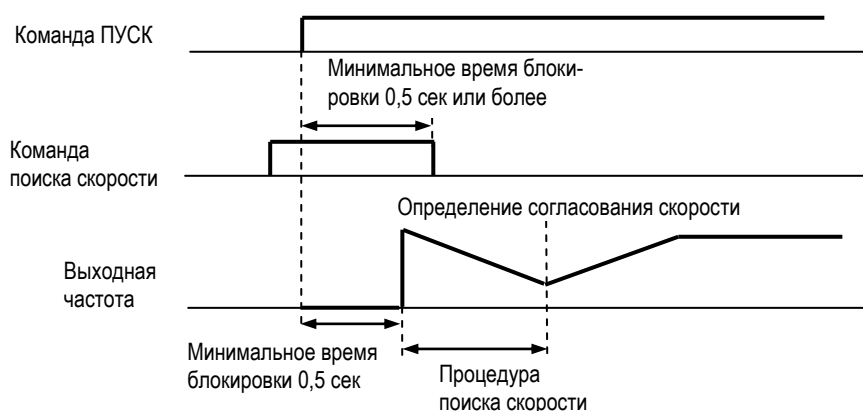 Команда ПУСК
Минимальное время блоки-
ровки 0,5 сек или более
Команда
поиска скорости
Определение согласования скорости
Выходная
частота
Минимальное время
блокировки 0,5 сек
Процедура
поиска скорости